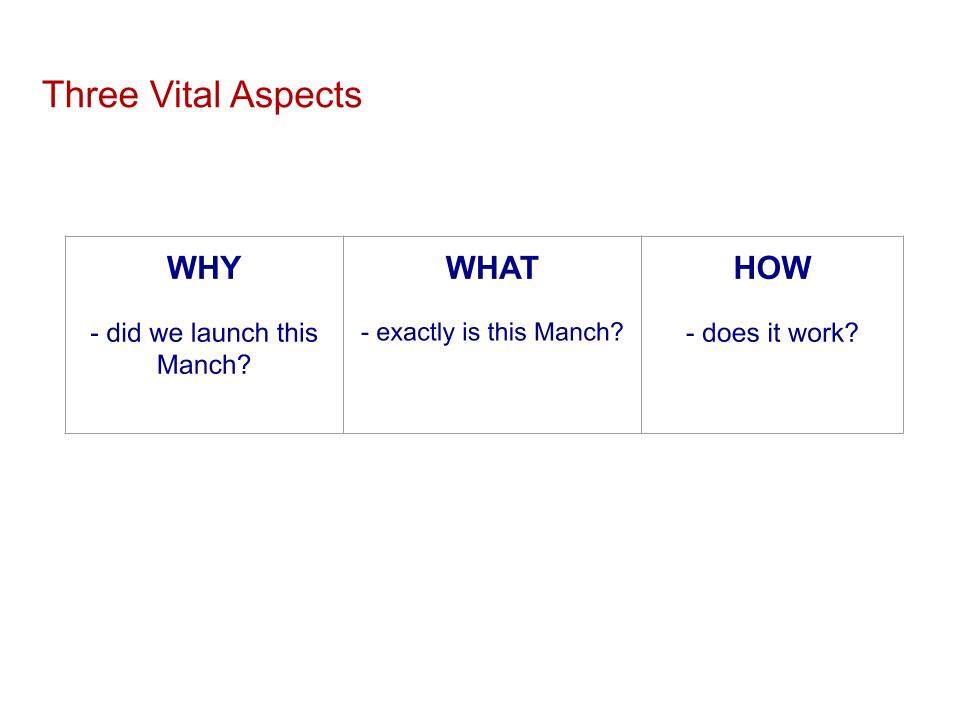 Three Vital Aspects
WHY
- did we launch this
Manch?
WHAT
- exactly is this Manch?
HOW
- does it work?